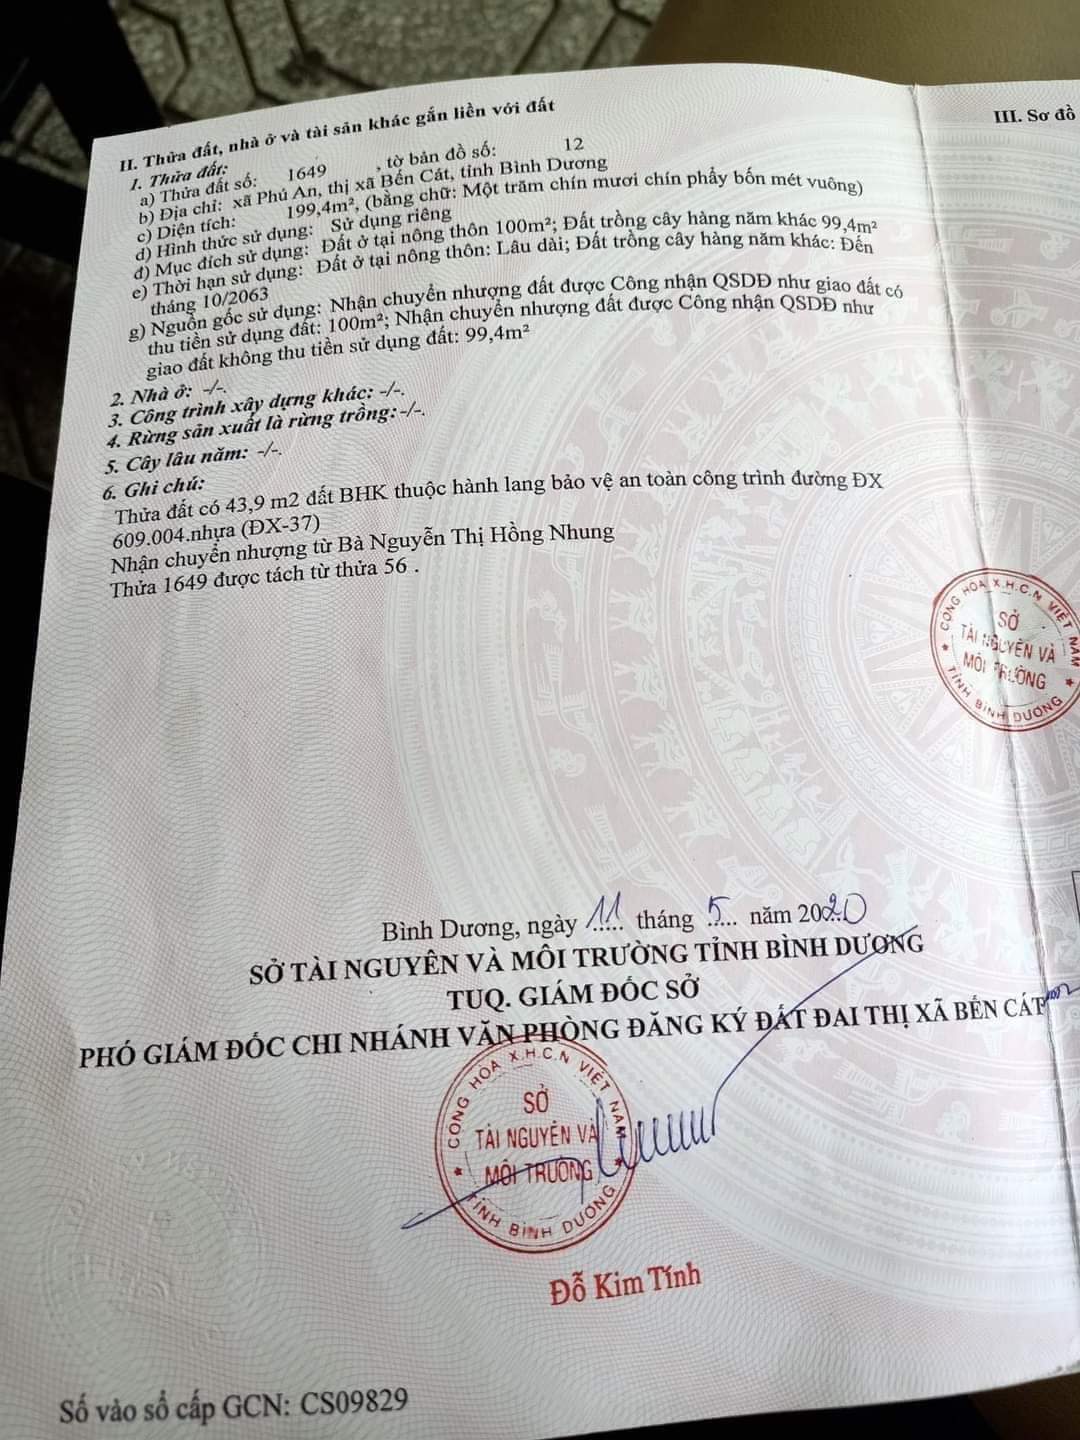 II. Thửa đất, nhà ở và tài sản khác gắn liền với đất
1. Thửa đất:
a) Thửa đất số: 1649 , tờ bản đồ số: 12
b) Địa chỉ: xã Phú An, thị xã Bến Cát, tỉnh Bình Dương
c) Diện tích: 199,4m², (bằng chữ: Một trăm chín mươi chín phẩy bốn mét vuông)
d) Hình thức sử dụng: Sử dụng riêng
đ) Mục đích sử dụng: Đất ở tại nông thôn 100m²; Đất trồng cây hàng năm khác 99,4m²
e) Thời hạn sử dụng: Đất ở tại nông thôn: Lâu dài; Đất trồng cây hàng năm khác: Đến
tháng 10/2063
g) Nguồn gốc sử dụng: Nhận chuyển nhượng đất được Công nhận QSDĐ như giao đất có
thu tiền sử dụng đất: 100m²; Nhận chuyển nhượng đất được Công nhận QSDĐ như
giao đất không thu tiền sử dụng đất: 99,4m²
2. Nhà ở: -/-.
3. Công trình xây dựng khác: -/-.
4. Rừng sản xuất là rừng trồng: -/-.
5. Cây lâu năm: -/-.
6. Ghi chú:
Thửa đất có 43,9 m2 đất BHK thuộc hành lang bảo vệ an toàn công trình đường ĐX
609.004.nhựa (ĐX-37)
Nhận chuyển nhượng từ Bà Nguyễn Thị Hồng Nhung
Thửa 1649 được tách từ thửa 56 .
III. Sơ đồ
CỘNG HÒA X.H.C.N VIỆT NAM
SỞ
TÀI NGUYÊN VÀ
MÔI TRƯỜNG
TỈNH BÌNH DƯƠNG
Bình Dương, ngày 11 tháng 5 năm 2020
SỞ TÀI NGUYÊN VÀ MÔI TRƯỜNG TỈNH BÌNH DƯƠNG
TUQ. GIÁM ĐỐC SỞ
PHÓ GIÁM ĐỐC CHI NHÁNH VĂN PHÒNG ĐĂNG KÝ ĐẤT ĐAI THỊ XÃ BẾN CÁT
CỘNG HÒA X.H.C.N VIỆT NAM
SỞ
TÀI NGUYÊN VÀ
MÔI TRƯỜNG
TỈNH BÌNH DƯƠNG
Đỗ Kim Tính
Số vào sổ cấp GCN: CS09829